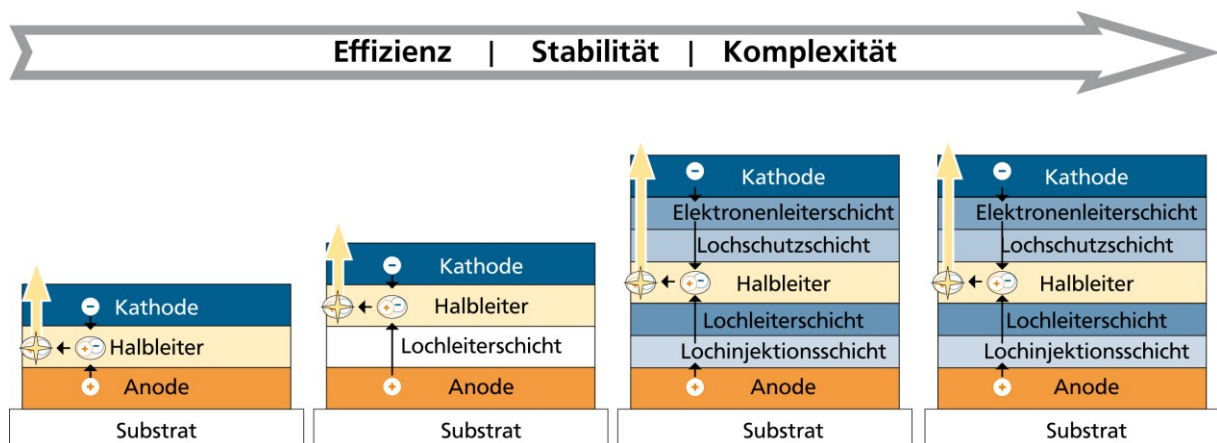 Effizienz | Stabilität | Komplexität
Kathode
Halbleiter
Anode
Substrat
Kathode
Halbleiter
Lochleiterschicht
Anode
Substrat
Kathode
Elektronenleiterschicht
Lochschutzschicht
Halbleiter
Lochleiterschicht
Lochinjektionsschicht
Anode
Substrat
Kathode
Elektronenleiterschicht
Lochschutzschicht
Halbleiter
Lochleiterschicht
Lochinjektionsschicht
Anode
Substrat